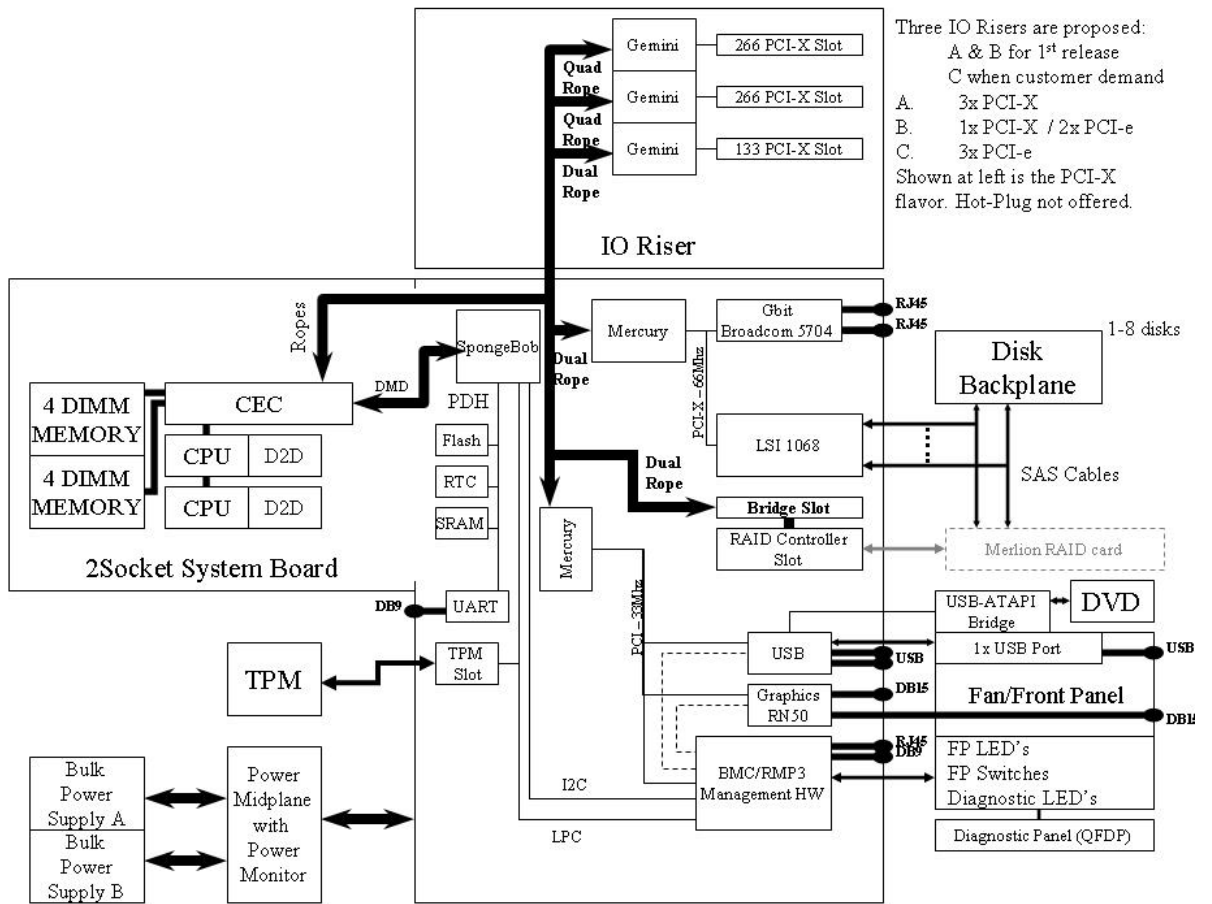 Gemini
266 PCI-X Slot
Quad
Rope
Gemini
266 PCI-X Slot
Quad
Rope
Gemini
133 PCI-X Slot
Dual
Rope
IO Riser
Three IO Risers are proposed:
A & B for 1st release
C when customer demand
A. 3x PCI-X
B. 1x PCI-X / 2x PCI-e
C. 3x PCI-e
Shown at left is the PCI-X
flavor. Hot-Plug not offered.
Ropes
SpongeBob
Mercury
Dual
Rope
Gbit
Broadcom 5704
RJ45
RJ45
PCI-X – 66Mhz
1-8 disks
Disk
Backplane
DMD
CEC
4 DIMM
MEMORY
4 DIMM
MEMORY
CPU
D2D
CPU
D2D
PDH
Flash
RTC
SRAM
LSI 1068
SAS Cables
Dual
Rope
Bridge Slot
RAID Controller
Slot
Merlion RAID card
Mercury
2Socket System Board
DB9
UART
PCI – 33Mhz
TPM
TPM
Slot
USB
USB
USB-ATAPI
Bridge
DVD
1x USB Port
USB
Graphics
RN50
DB15
Fan/Front Panel
DB15
BMC/RMP3
Management HW
RJ45
DB9
FP LED's
FP Switches
Diagnostic LED's
Diagnostic Panel (QFDP)
I2C
LPC
Bulk
Power
Supply A
Bulk
Power
Supply B
Power
Midplane
with
Power
Monitor